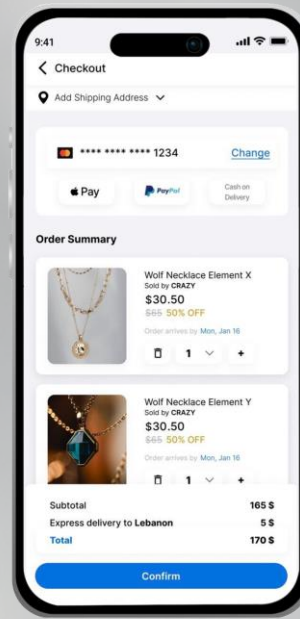 9:41
Checkout
Add Shipping Address
**** **** **** 1234 Change
Pay
PayPal
Cash on
Delivery
Order Summary
Wolf Necklace Element X
Sold by CRAZY
$30.50
$65 50% OFF
Order arrives by Mon, Jan 16
1 +
Wolf Necklace Element Y
Sold by CRAZY
$30.50
$65 50% OFF
Order arrives by Mon, Jan 16
1 +
Subtotal 165 $
Express delivery to Lebanon 5 $
Total 170 $
Confirm